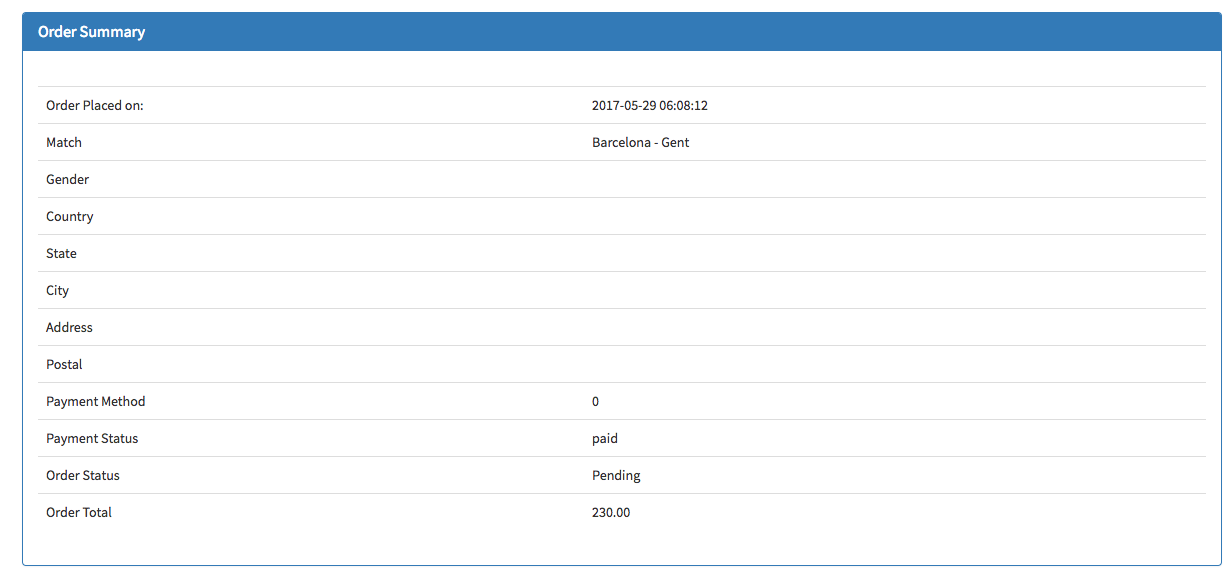 Order Summary
Order Placed on: 2017-05-29 06:08:12
Match Barcelona - Gent
Gender
Country
State
City
Address
Postal
Payment Method 0
Payment Status paid
Order Status Pending
Order Total 230.00